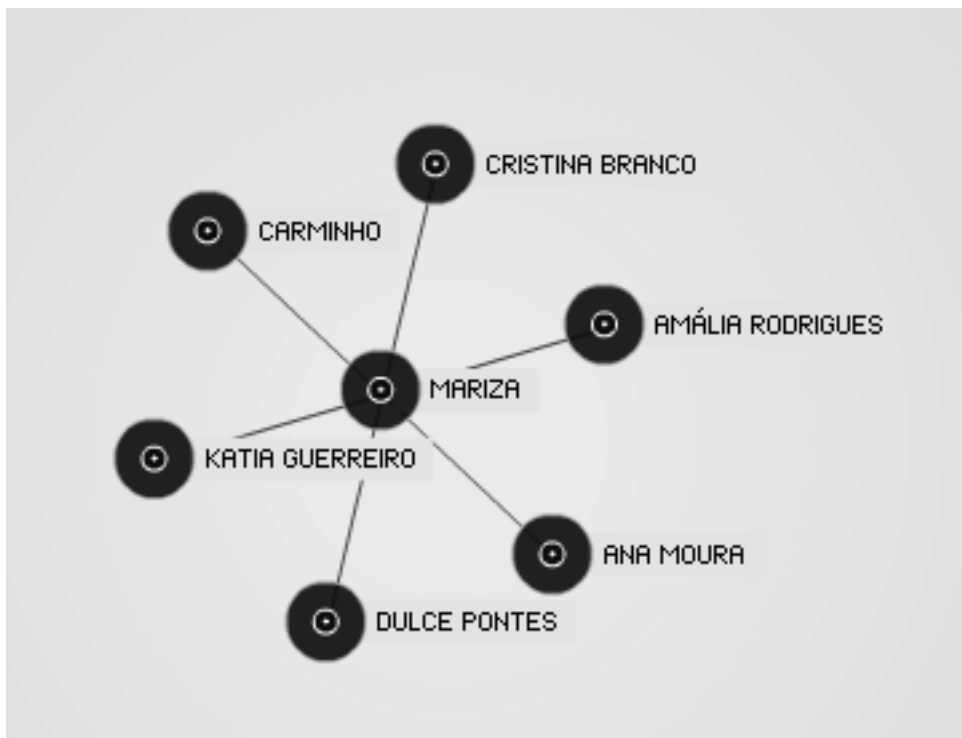 CRISTINA BRANCO
CARMINHO
AMÁLIA RODRIGUES
MARIZA
KATIA GUERREIRO
ANA MOURA
DULCE PONTES